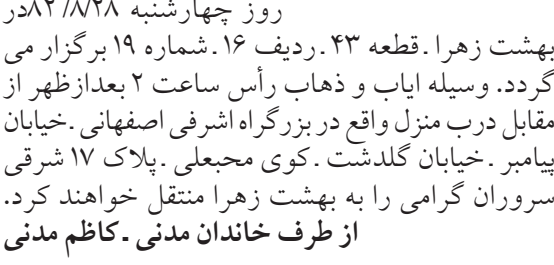 روز چهارشنبه ۸۲/۸/۲۸در
بهشت زهرا ـ قطعه ۴۳ ـ ردیف ۱۶ ـ شماره ۱۹ برگزار می
گردد. وسیله ایاب و ذهاب رأس ساعت ۲ بعدازظهر از
مقابل درب منزل واقع در بزرگراه اشرفی اصفهانی ـ خیابان
پیامبر ـ خیابان گلدشت ـ کوی محبعلی ـ پلاک ۱۷ شرقی
سروران گرامی را به بهشت زهرا منتقل خواهند کرد.
از طرف خاندان مدنی ـ کاظم مدنی